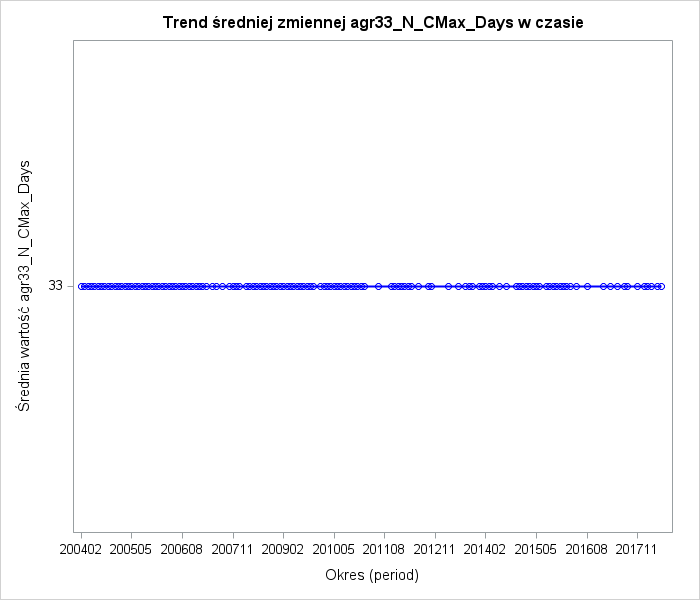 Trend średniej zmiennej agr33_N_CMax_Days w czasie
Średnia wartość agr33_N_CMax_Days
33
200402 200505 200608 200711 200902 201005 201108 201211 201402 201505 201608 201711
Okres (period)